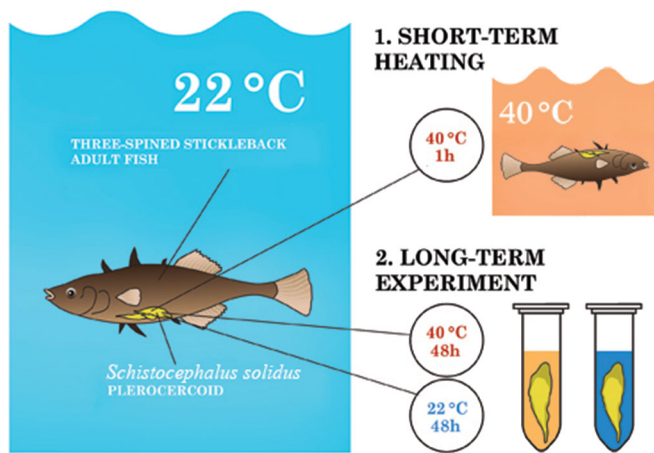 22 °C
THREE-SPINED STICKLEBACK
ADULT FISH
Schistocephalus solidus
PLEROCERCOID
1. SHORT-TERM
HEATING
40 °C
1h
40 °C
2. LONG-TERM
EXPERIMENT
40 °C
48h
22 °C
48h